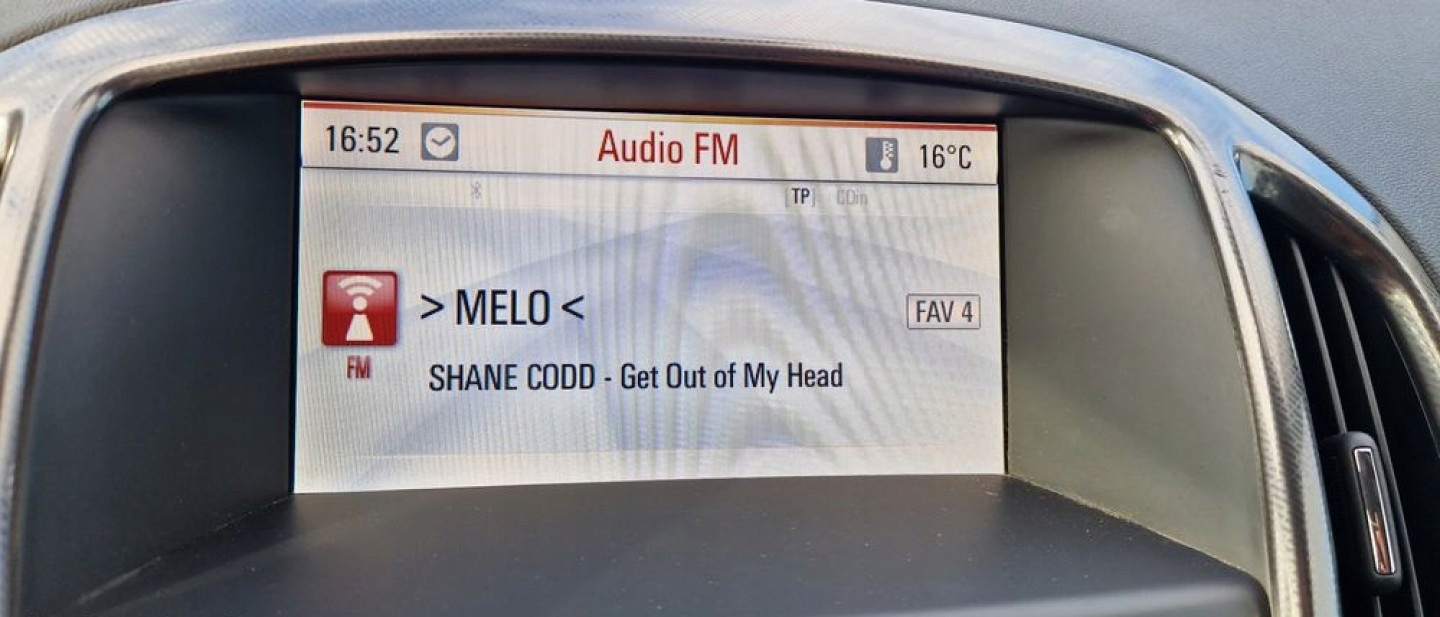 16:52 Audio FM 16°C
[TP] CDin
> MELO < FAV 4
FM
SHANE CODD - Get Out of My Head